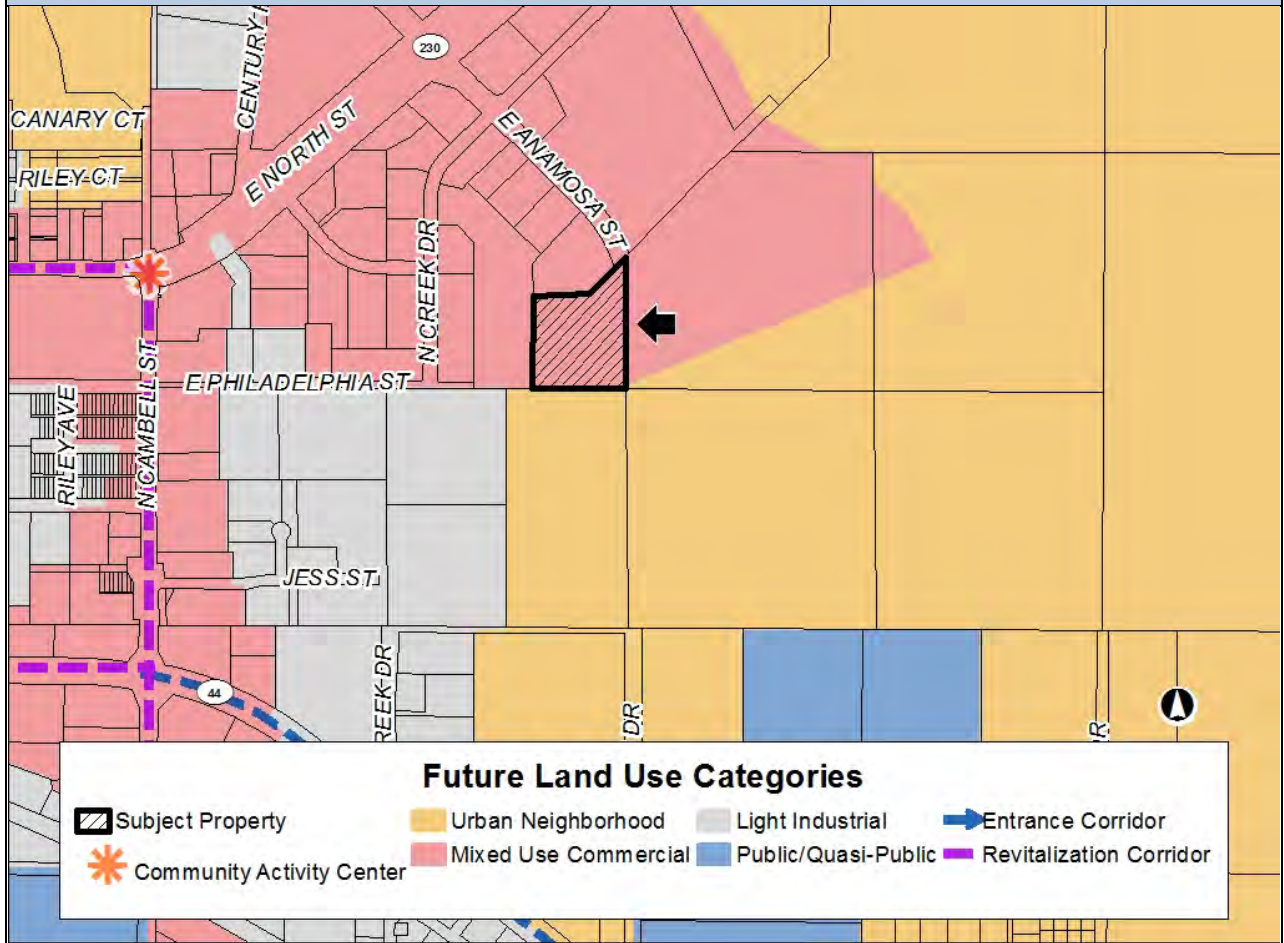 230
CENTURY
CANARY CT
RILEY CT
E NORTH ST
E ANAMOSA ST
N CREEK DR
E PHILADELPHIA ST
RILEY AVE
N CAMBELL ST
JESS ST
44
REEK DR
DR
DR
Future Land Use Categories
Subject Property
Urban Neighborhood
Light Industrial
Entrance Corridor
Community Activity Center
Mixed Use Commercial
Public/Quasi-Public
Revitalization Corridor